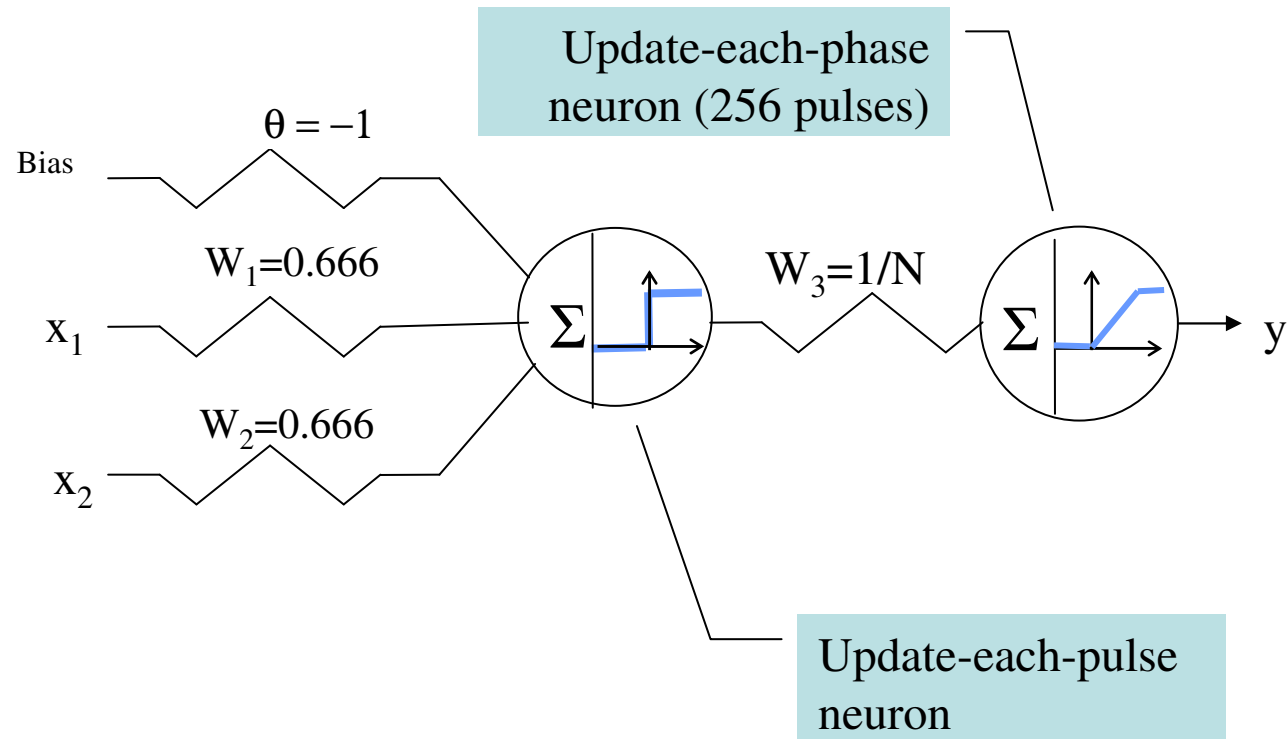 Update-each-phase
neuron (256 pulses)
θ = −1
Bias
W₁=0.666
W₃=1/N
x₁
Σ
Σ
y
W₂=0.666
x₂
Update-each-pulse
neuron